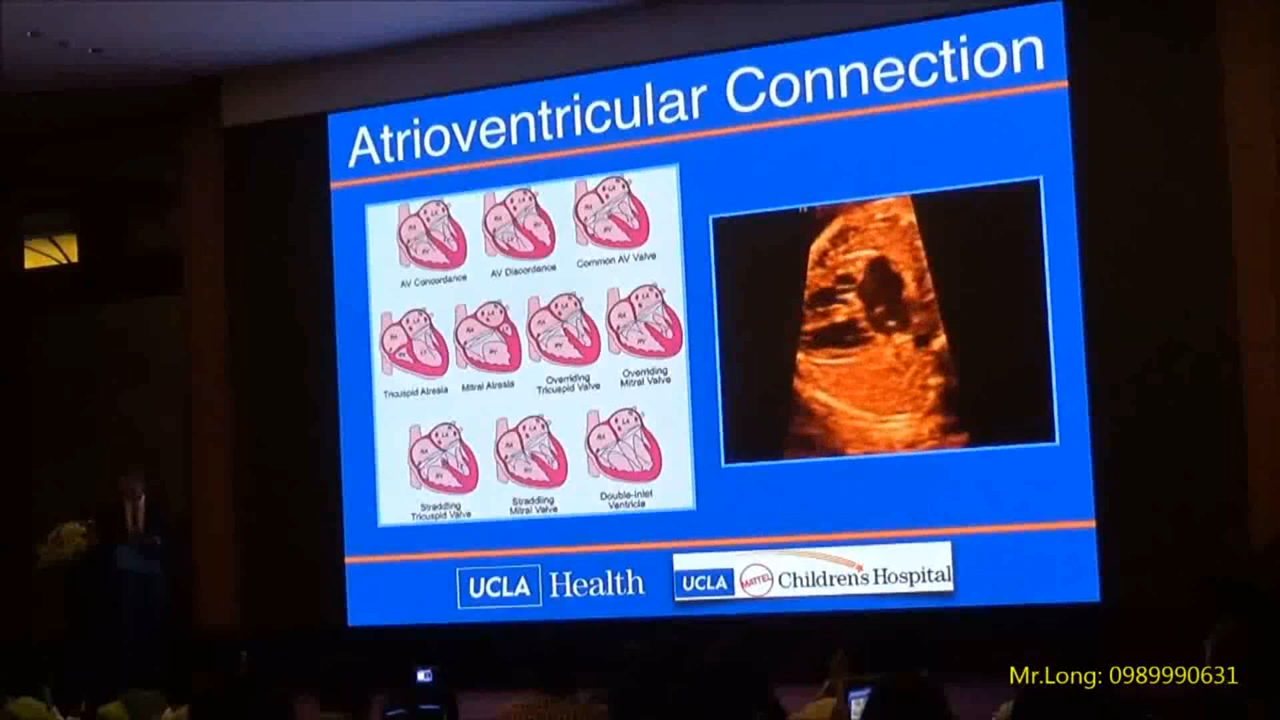 Atrioventricular Connection
AV Concordance
AV Discordance
Common AV Valve
Tricuspid Atresia
Mitral Atresia
Overriding
Tricuspid Valve
Overriding
Mitral Valve
Straddling
Tricuspid Valve
Straddling
Mitral Valve
Double-Inlet
Ventricle
UCLA Health
UCLA MATTEL Children's Hospital
Mr.Long: 0989990631